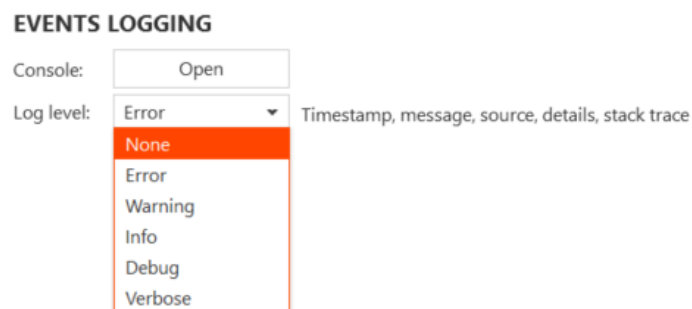 EVENTS LOGGING
Console: Open
Log level: Error Timestamp, message, source, details, stack trace
None
Error
Warning
Info
Debug
Verbose